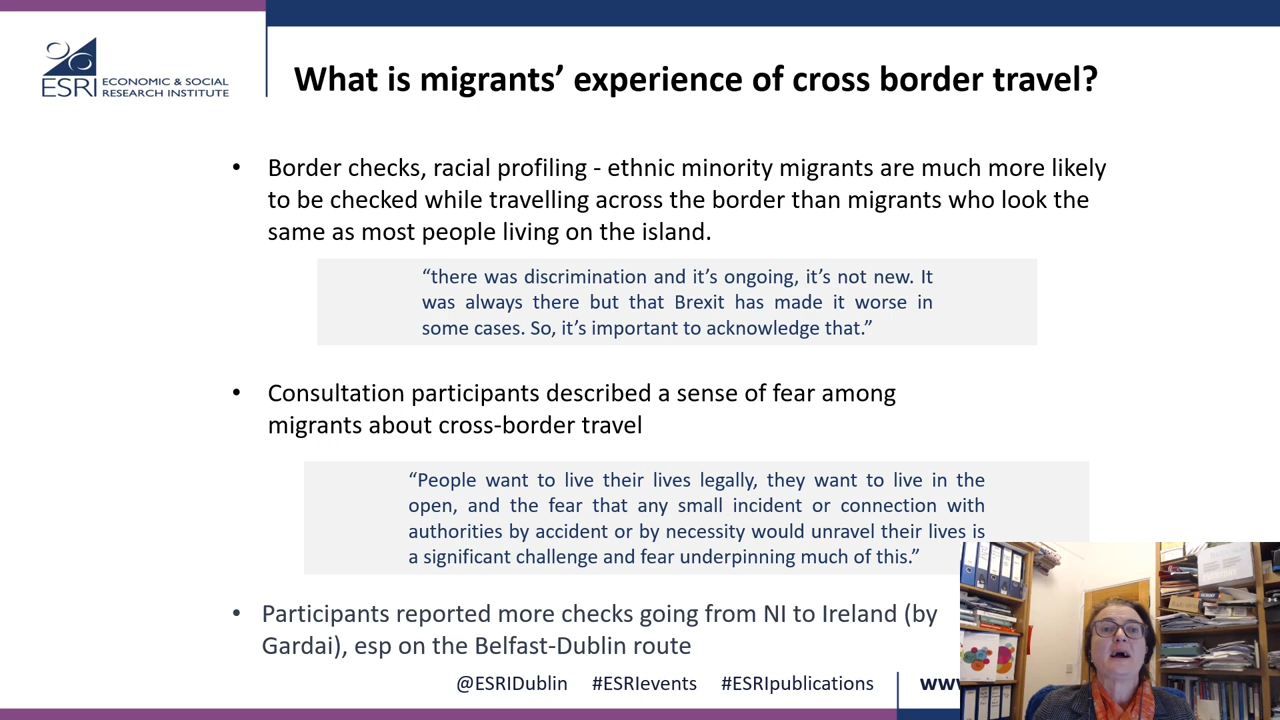 ESRI ECONOMIC & SOCIAL
RESEARCH INSTITUTE
What is migrants’ experience of cross border travel?
• Border checks, racial profiling - ethnic minority migrants are much more likely
to be checked while travelling across the border than migrants who look the
same as most people living on the island.
“there was discrimination and it’s ongoing, it’s not new. It
was always there but that Brexit has made it worse in
some cases. So, it’s important to acknowledge that.”
• Consultation participants described a sense of fear among
migrants about cross-border travel
“People want to live their lives legally, they want to live in the
open, and the fear that any small incident or connection with
authorities by accident or by necessity would unravel their lives is
a significant challenge and fear underpinning much of this.”
• Participants reported more checks going from NI to Ireland (by
Gardai), esp on the Belfast-Dublin route
@ESRIDublin #ESRIevents #ESRIpublications